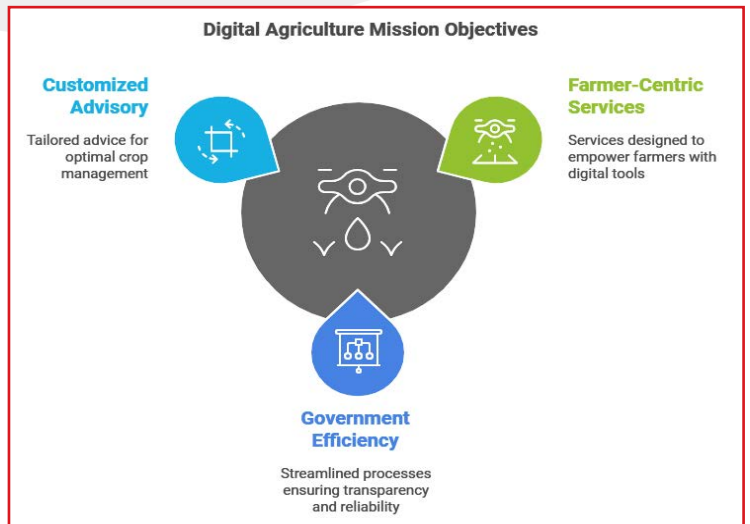 Digital Agriculture Mission Objectives
Customized
Advisory
Tailored advice for
optimal crop
management
Farmer-Centric
Services
Services designed to
empower farmers with
digital tools
Government
Efficiency
Streamlined processes
ensuring transparency
and reliability